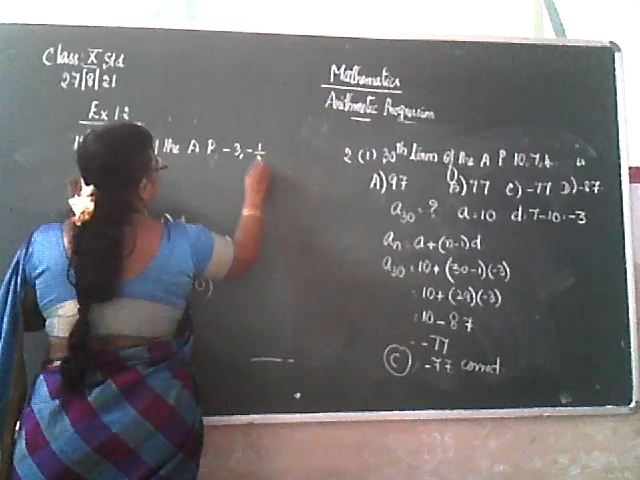 Class: X Std
27|8|21
Ex 1.2
the A P -3, -1/2
Mathematics
Arithmetic Progression
2 (i) 30th term of the A P 10, 7, 4... is
A) 97 B) 77 C) -77 D) -87
a30 = ? a = 10 d = 7-10 = -3
an = a + (n-1)d
a30 = 10 + (30-1)(-3)
= 10 + (29)(-3)
= 10 - 87
= -77
(C) -77 correct